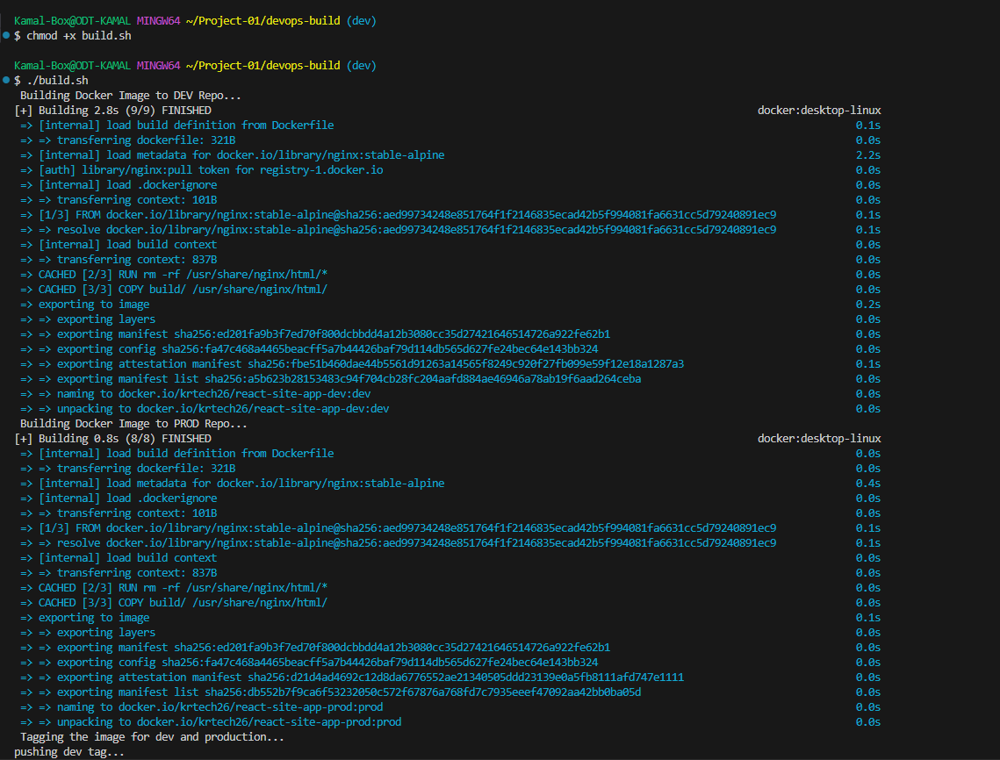 Kamal-Box@ODT-KAMAL MINGW64 ~/Project-01/devops-build (dev)
$ chmod +x build.sh
Kamal-Box@ODT-KAMAL MINGW64 ~/Project-01/devops-build (dev)
$ ./build.sh
Building Docker Image to DEV Repo...
[+] Building 2.8s (9/9) FINISHED docker:desktop-linux
=> [internal] load build definition from Dockerfile 0.1s
=> => transferring dockerfile: 321B 0.0s
=> [internal] load metadata for docker.io/library/nginx:stable-alpine 2.2s
=> [auth] library/nginx:pull token for registry-1.docker.io 0.0s
=> [internal] load .dockerignore 0.0s
=> => transferring context: 101B 0.0s
=> [1/3] FROM docker.io/library/nginx:stable-alpine@sha256:aed99734248e851764f1f2146835ecad42b5f994081fa6631cc5d79240891ec9 0.1s
=> => resolve docker.io/library/nginx:stable-alpine@sha256:aed99734248e851764f1f2146835ecad42b5f994081fa6631cc5d79240891ec9 0.1s
=> [internal] load build context 0.0s
=> => transferring context: 837B 0.0s
=> CACHED [2/3] RUN rm -rf /usr/share/nginx/html/* 0.0s
=> CACHED [3/3] COPY build/ /usr/share/nginx/html/ 0.0s
=> exporting to image 0.2s
=> => exporting layers 0.0s
=> => exporting manifest sha256:ed201fa9b3f7ed70f800dcbbdd4a12b3080cc35d27421646514726a922fe62b1 0.0s
=> => exporting config sha256:fa47c468a4465beacff5a7b44426baf79d114db565d627fe24bec64e143bb324 0.0s
=> => exporting attestation manifest sha256:fbe51b460dae44b5561d91263a14565f8249c920f27fb099e59f12e18a1287a3 0.1s
=> => exporting manifest list sha256:a5b623b28153483c94f704cb28fc204aafd884ae46946a78ab19f6aad264ceba 0.0s
=> => naming to docker.io/krtech26/react-site-app-dev:dev 0.0s
=> => unpacking to docker.io/krtech26/react-site-app-dev:dev 0.0s
Building Docker Image to PROD Repo...
[+] Building 0.8s (8/8) FINISHED docker:desktop-linux
=> [internal] load build definition from Dockerfile 0.0s
=> => transferring dockerfile: 321B 0.0s
=> [internal] load metadata for docker.io/library/nginx:stable-alpine 0.4s
=> [internal] load .dockerignore 0.0s
=> => transferring context: 101B 0.0s
=> [1/3] FROM docker.io/library/nginx:stable-alpine@sha256:aed99734248e851764f1f2146835ecad42b5f994081fa6631cc5d79240891ec9 0.1s
=> => resolve docker.io/library/nginx:stable-alpine@sha256:aed99734248e851764f1f2146835ecad42b5f994081fa6631cc5d79240891ec9 0.1s
=> [internal] load build context 0.0s
=> => transferring context: 837B 0.0s
=> CACHED [2/3] RUN rm -rf /usr/share/nginx/html/* 0.0s
=> CACHED [3/3] COPY build/ /usr/share/nginx/html/ 0.0s
=> exporting to image 0.1s
=> => exporting layers 0.0s
=> => exporting manifest sha256:ed201fa9b3f7ed70f800dcbbdd4a12b3080cc35d27421646514726a922fe62b1 0.0s
=> => exporting config sha256:fa47c468a4465beacff5a7b44426baf79d114db565d627fe24bec64e143bb324 0.0s
=> => exporting attestation manifest sha256:d21d4ad4692c12d8da6776552ae21340505ddd23139e0a5fb8111afd747e1111 0.0s
=> => exporting manifest list sha256:db552b7f9ca6f53232050c572f67876a768fd7c7935eeef47092aa42bb0ba05d 0.0s
=> => naming to docker.io/krtech26/react-site-app-prod:prod 0.0s
=> => unpacking to docker.io/krtech26/react-site-app-prod:prod 0.0s
Tagging the image for dev and production...
pushing dev tag...